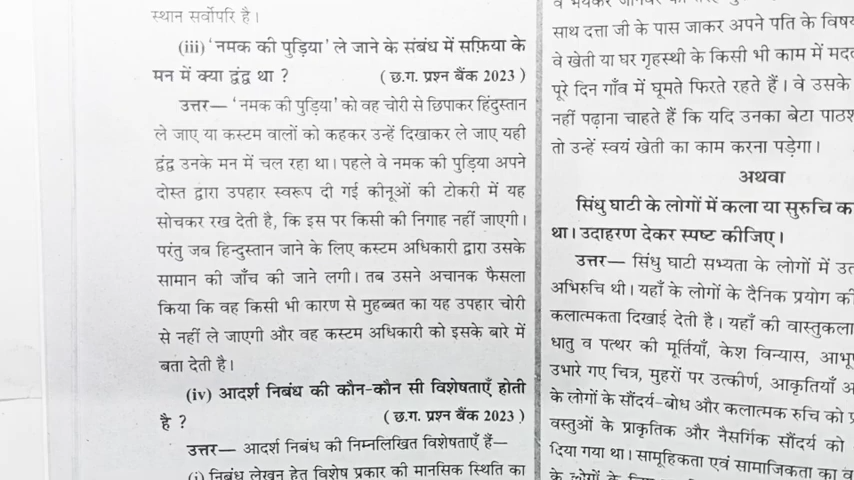 स्थान सर्वोपरि है।
(iii) 'नमक की पुड़िया' ले जाने के संबंध में सफ़िया के
मन में क्या द्वंद्व था ? ( छ.ग. प्रश्न बैंक 2023 )
उत्तर— 'नमक की पुड़िया' को वह चोरी से छिपाकर हिंदुस्तान
ले जाए या कस्टम वालों को कहकर उन्हें दिखाकर ले जाए यही
द्वंद्व उनके मन में चल रहा था। पहले वे नमक की पुड़िया अपने
दोस्त द्वारा उपहार स्वरूप दी गई कीनूओं की टोकरी में यह
सोचकर रख देती है, कि इस पर किसी की निगाह नहीं जाएगी।
परंतु जब हिन्दुस्तान जाने के लिए कस्टम अधिकारी द्वारा उसके
सामान की जाँच की जाने लगी। तब उसने अचानक फैसला
किया कि वह किसी भी कारण से मुहब्बत का यह उपहार चोरी
से नहीं ले जाएगी और वह कस्टम अधिकारी को इसके बारे में
बता देती है।
(iv) आदर्श निबंध की कौन-कौन सी विशेषताएँ होती
है ? ( छ.ग. प्रश्न बैंक 2023 )
उत्तर— आदर्श निबंध की निम्नलिखित विशेषताएँ हैं—
(i) निबंध लेखन हेतु विशेष प्रकार की मानसिक स्थिति का
साथ दत्ता जी के पास जाकर अपने पति के विषय
वे खेती या घर गृहस्थी के किसी भी काम में मदद
पूरे दिन गाँव में घूमते फिरते रहते हैं। वे उसके
नहीं पढ़ाना चाहते हैं कि यदि उनका बेटा
तो उन्हें स्वयं खेती का काम करना पड़ेगा।
अथवा
सिंधु घाटी के लोगों में कला या सुरुचि का
था। उदाहरण देकर स्पष्ट कीजिए।
उत्तर— सिंधु घाटी सभ्यता के लोगों में
अभिरुचि थी। यहाँ के लोगों के दैनिक प्रयोग की
कलात्मकता दिखाई देती है। यहाँ की वास्तुकला
धातु व पत्थर की मूर्तियाँ, केश विन्यास,
उभारे गए चित्र, मुहरों पर उत्कीर्ण, आकृतियाँ
के लोगों के सौंदर्य-बोध और कलात्मक रुचि को
वस्तुओं के प्राकृतिक और नैसर्गिक सौंदर्य को
दिया गया था। सामूहिकता एवं सामाजिकता का